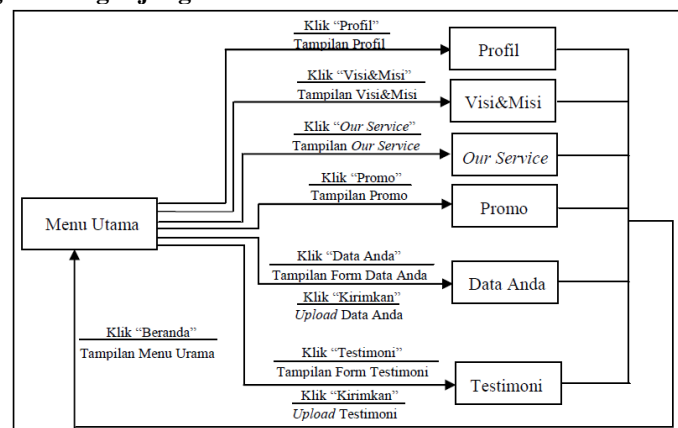 Klik “Profil”
Tampilan Profil
Profil
Klik “Visi&Misi”
Tampilan Visi&Misi
Visi&Misi
Klik “Our Service”
Tampilan Our Service
Our Service
Klik “Promo”
Tampilan Promo
Promo
Menu Utama
Klik “Data Anda”
Tampilan Form Data Anda
Data Anda
Klik “Kirimkan”
Upload Data Anda
Klik “Beranda”
Tampilan Menu Urama
Klik “Testimoni”
Tampilan Form Testimoni
Testimoni
Klik “Kirimkan”
Upload Testimoni